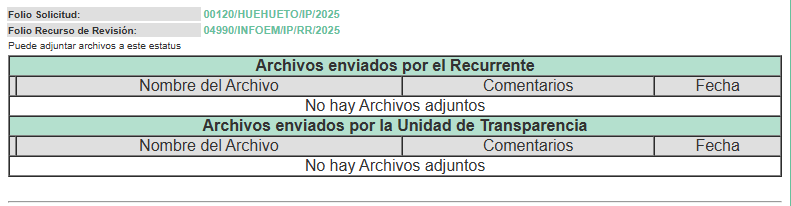 Folio Solicitud: 00120/HUEHUETO/IP/2025
Folio Recurso de Revisión: 04990/INFOEM/IP/RR/2025
Puede adjuntar archivos a este estatus
Archivos enviados por el Recurrente
Nombre del Archivo Comentarios Fecha
No hay Archivos adjuntos
Archivos enviados por la Unidad de Transparencia
Nombre del Archivo Comentarios Fecha
No hay Archivos adjuntos